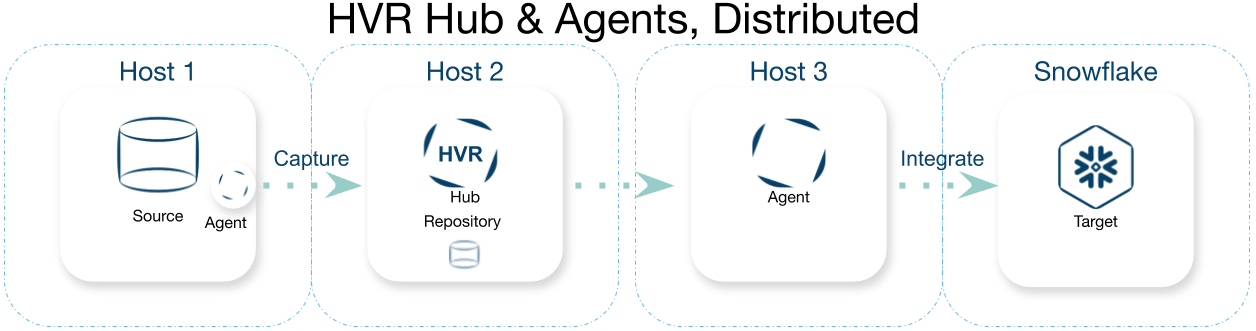 HVR Hub & Agents, Distributed
Host 1
Host 2
Host 3
Snowflake
Capture
HVR
Integrate
Source
Agent
Hub
Repository
Agent
Target